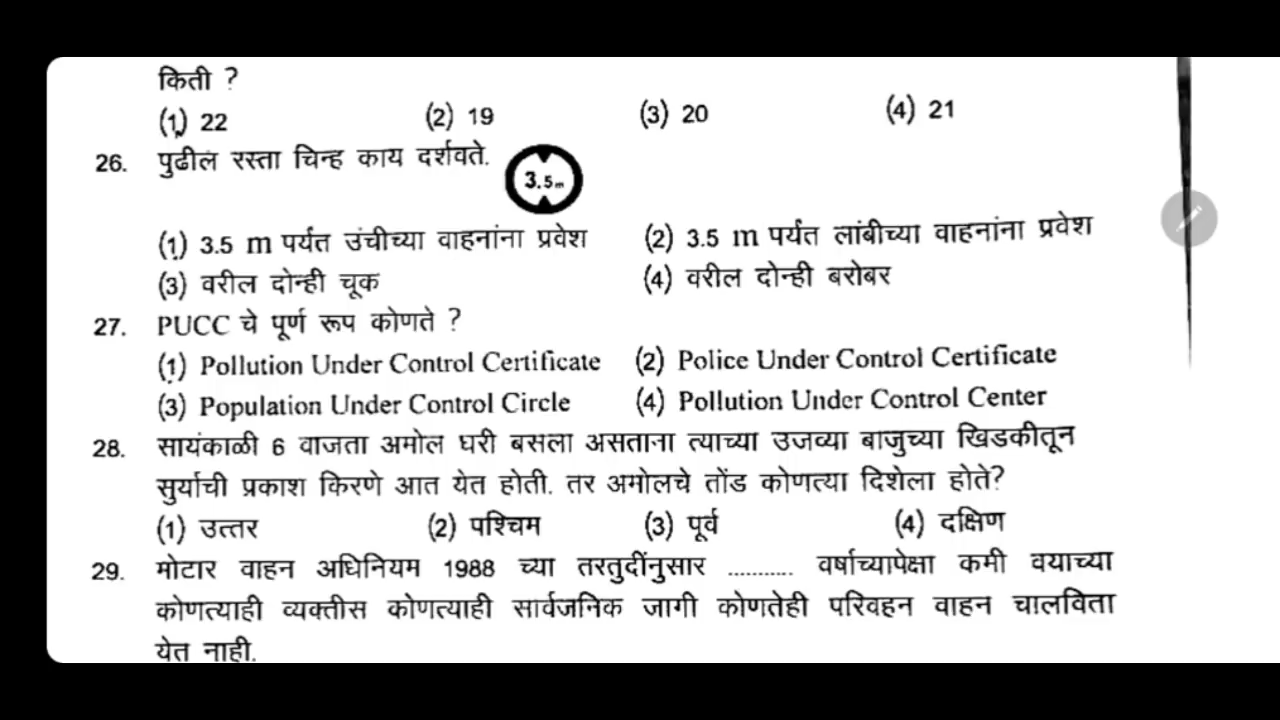 किती ?
(1) 22 (2) 19 (3) 20 (4) 21
26. पुढील रस्ता चिन्ह काय दर्शवते. 3.5m
(1) 3.5 m पर्यंत उंचीच्या वाहनांना प्रवेश (2) 3.5 m पर्यंत लांबीच्या वाहनांना प्रवेश
(3) वरील दोन्ही चूक (4) वरील दोन्ही बरोबर
27. PUCC चे पूर्ण रूप कोणते ?
(1) Pollution Under Control Certificate (2) Police Under Control Certificate
(3) Population Under Control Circle (4) Pollution Under Control Center
28. सायंकाळी 6 वाजता अमोल घरी बसला असताना त्याच्या उजव्या बाजुच्या खिडकीतून
सुर्याची प्रकाश किरणे आत येत होती. तर अमोलचे तोंड कोणत्या दिशेला होते?
(1) उत्तर (2) पश्चिम (3) पूर्व (4) दक्षिण
29. मोटार वाहन अधिनियम 1988 च्या तरतुदींनुसार .......... वर्षाच्यापेक्षा कमी वयाच्या
कोणत्याही व्यक्तीस कोणत्याही सार्वजनिक जागी कोणतेही परिवहन वाहन चालविता
येत नाही.